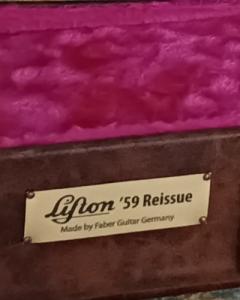 Lifton '59 Reissue
Made by Faber Guitar Germany